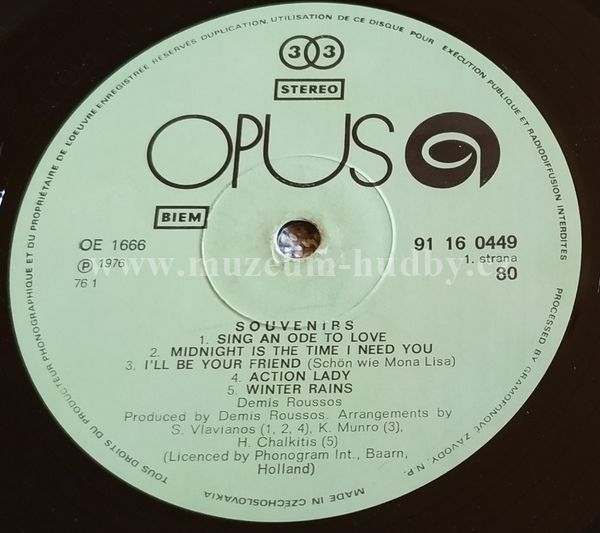 TOUS DROITS DU PRODUCTEUR PHONOGRAPHIQUE ET DU PROPRIÉTAIRE DE L'OEUVRE ENREGISTRÉE RÉSERVÉS DUPLICATION, UTILISATION DE CE DISQUE POUR EXÉCUTION PUBLIQUE ET RADIODIFFUSION INTERDITES
33
STEREO
OPUS
BIEM
OE 1666
℗ 1976
76 1
91 16 0449
1. strana
80
www.muzeum-hudby.cz
SOUVENIRS
1. SING AN ODE TO LOVE
2. MIDNIGHT IS THE TIME I NEED YOU
3. I'LL BE YOUR FRIEND (Schön wie Mona Lisa)
4. ACTION LADY
5. WINTER RAINS
Demis Roussos
Produced by Demis Roussos. Arrangements by
S. Vlavianos (1, 2, 4), K. Munro (3),
H. Chalkitis (5)
(Licenced by Phonogram Int., Baarn,
Holland)
MADE IN CZECHOSLOVAKIA
PROCESSED BY GRAMOFONOVÉ ZÁVODY, N.P.